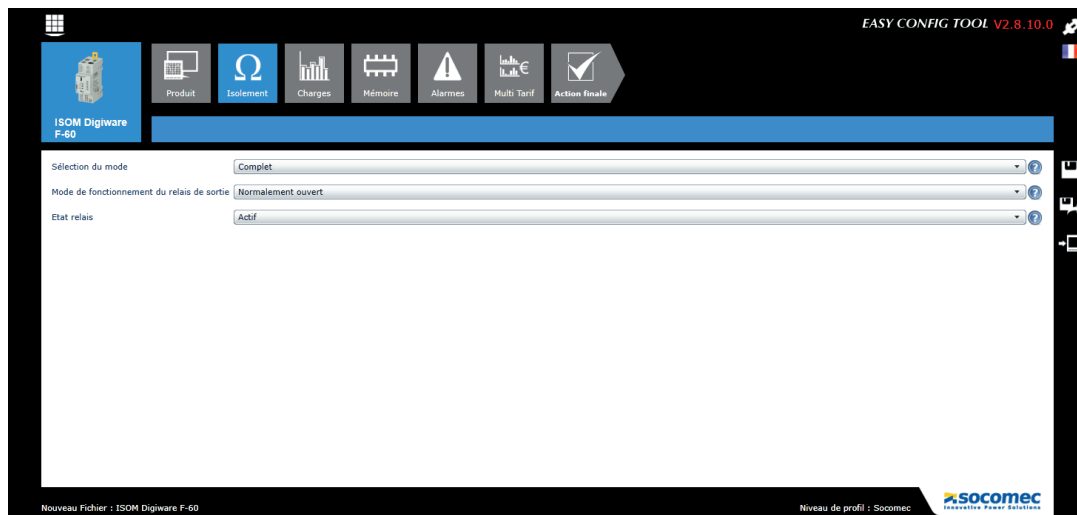 EASY CONFIG TOOL V2.8.10.0
Produit
Isolement
Charges
Mémoire
Alarmes
Multi Tarif
Action finale
ISOM Digiware
F-60
Sélection du mode
Complet
Mode de fonctionnement du relais de sortie
Normalement ouvert
Etat relais
Actif
Nouveau Fichier : ISOM Digiware F-60
Niveau de profil : Socomec
socomec
Innovative Power Solutions